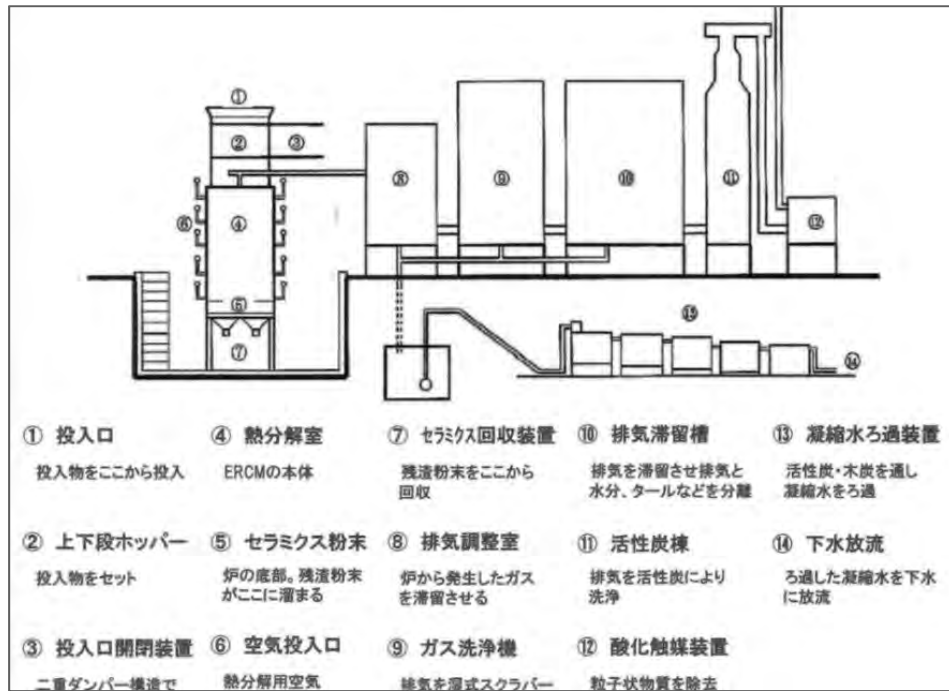 ①
②
③
④
⑥
⑦
⑧
⑨
⑩
⑪
⑫
⑬
⑭
① 投入口
投入物をここから投入
② 上下段ホッパー
投入物をセット
③ 投入口開閉装置
二重ダンパー構造で
④ 熱分解室
ERCMの本体
⑤ セラミクス粉末
炉の底部。残渣粉末
がここに溜まる
⑥ 空気投入口
熱分解用空気
⑦ セラミクス回収装置
残渣粉末をここから
回収
⑧ 排気調整室
炉から発生したガス
を滞留させる
⑨ ガス洗浄機
排気を湿式スクラバー
⑩ 排気滞留槽
排気を滞留させ排気と
水分、タールなどを分離
⑪ 活性炭棟
排気を活性炭により
洗浄
⑫ 酸化触媒装置
粒子状物質を除去
⑬ 凝縮水ろ過装置
活性炭・木炭を通し
凝縮水をろ過
⑭ 下水放流
ろ過した凝縮水を下水
に放流